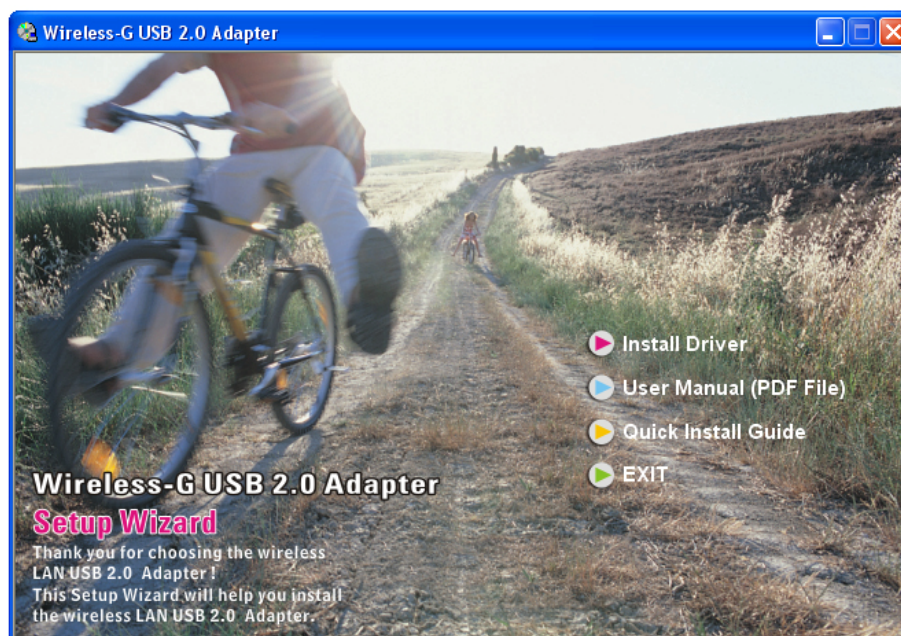 Wireless-G USB 2.0 Adapter
Install Driver
User Manual (PDF File)
Quick Install Guide
EXIT
Wireless-G USB 2.0 Adapter
Setup Wizard
Thank you for choosing the wireless
LAN USB 2.0 Adapter !
This Setup Wizard will help you install
the wireless LAN USB 2.0 Adapter.